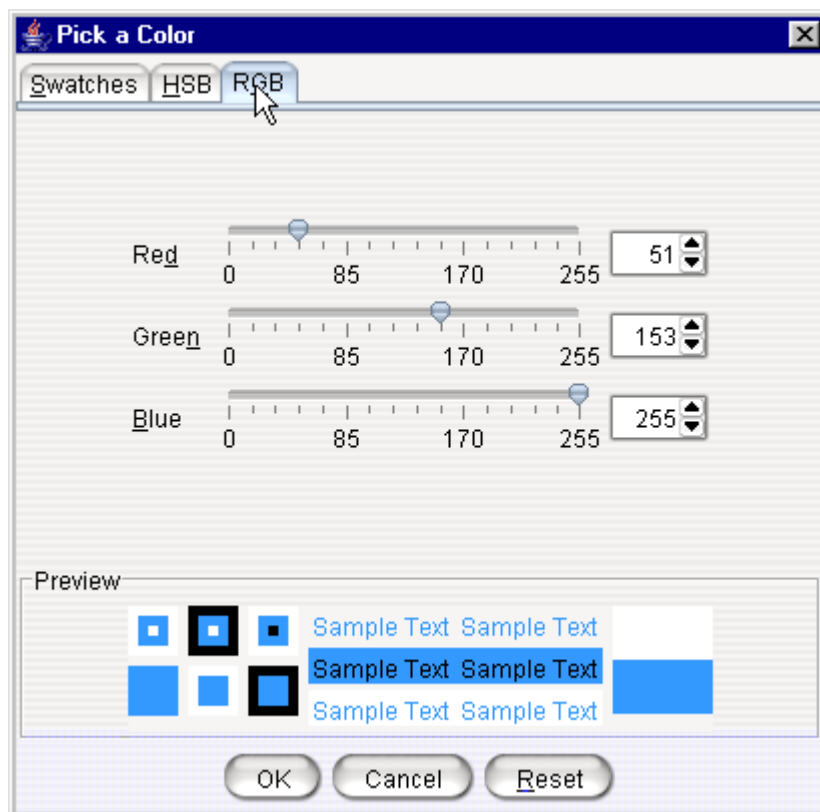 Pick a Color
Swatches HSB RGB
Red 0 85 170 255 51
Green 0 85 170 255 153
Blue 0 85 170 255 255
Preview
Sample Text Sample Text
Sample Text Sample Text
Sample Text Sample Text
OK Cancel Reset